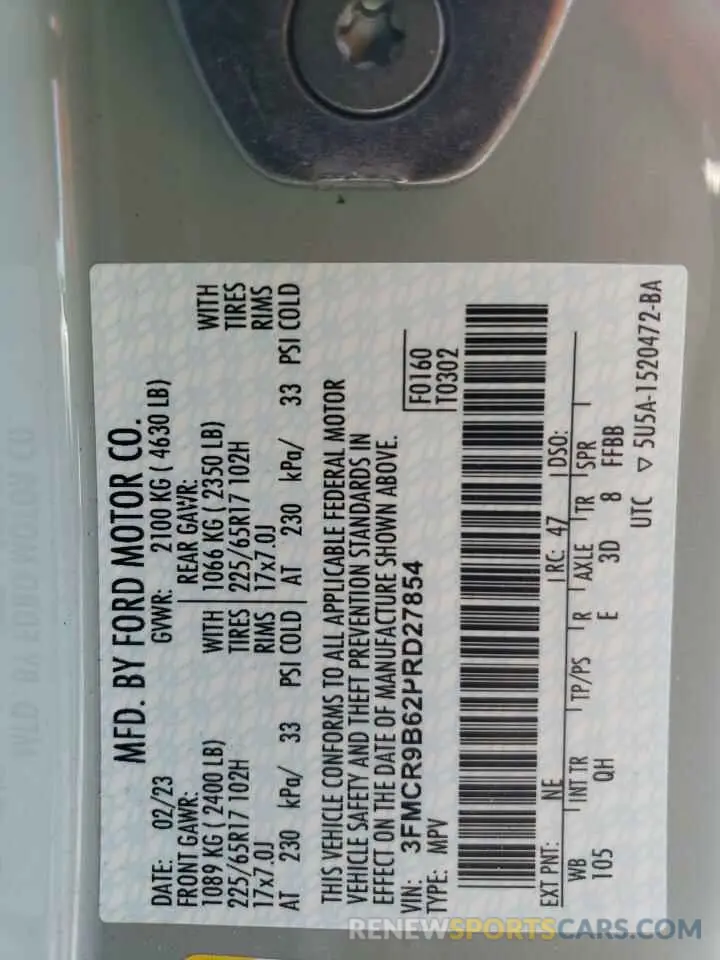 MFD. BY FORD MOTOR CO.
DATE: 02/23 GVWR: 2100 KG ( 4630 LB)
FRONT GAWR: REAR GAWR:
1089 KG ( 2400 LB) WITH 1066 KG ( 2350 LB) WITH
225/65R17 102H TIRES 225/65R17 102H TIRES
17x7.0J RIMS 17x7.0J RIMS
AT 230 kPa/ 33 PSI COLD AT 230 kPa/ 33 PSI COLD
THIS VEHICLE CONFORMS TO ALL APPLICABLE FEDERAL MOTOR
VEHICLE SAFETY AND THEFT PREVENTION STANDARDS IN
EFFECT ON THE DATE OF MANUFACTURE SHOWN ABOVE.
VIN: 3FMCR9B62PRD27854 F0160
TYPE: MPV T0302
EXT PNT: NE RC: 47 DSO:
WB INT TR TP/PS R AXLE TR SPR
105 QH E 3D 8 FFBB
UTC ▽ 5U5A-1520472-BA
RENEWSPORTSCARS.COM